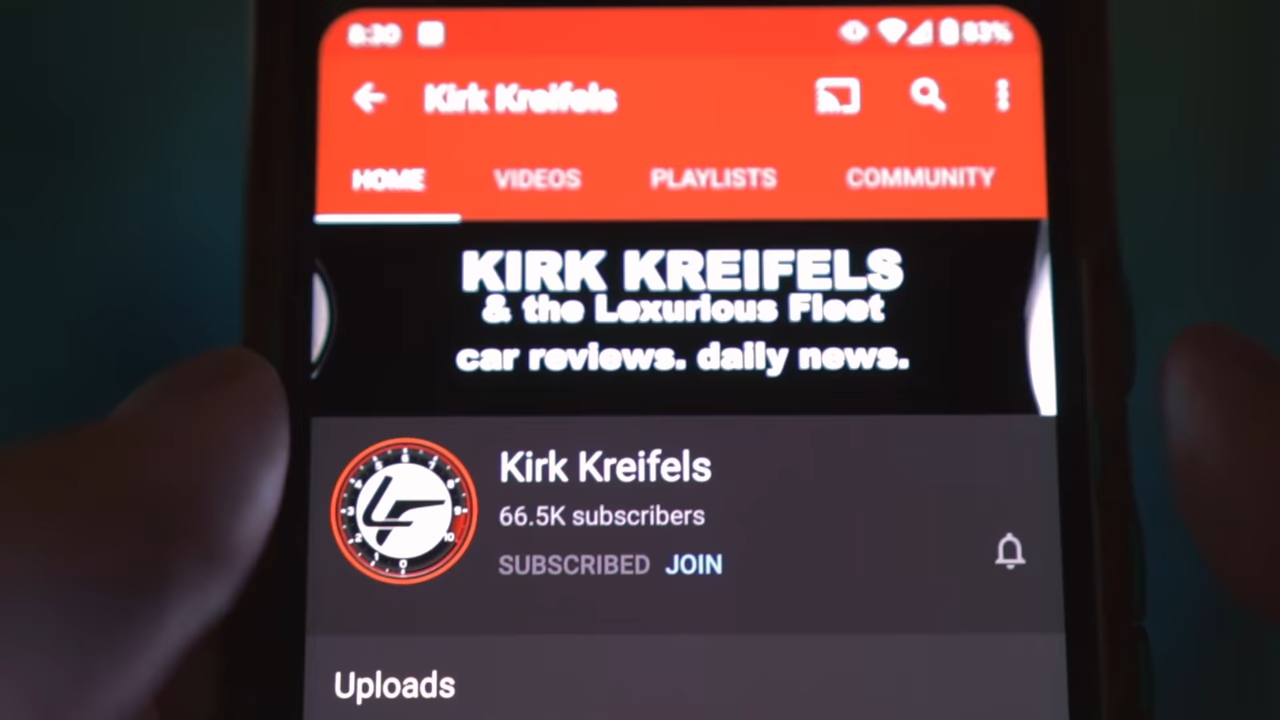 8:30 83%
Kirk Kreifels
HOME VIDEOS PLAYLISTS COMMUNITY
KIRK KREIFELS
& the Lexurious Fleet
car reviews. daily news.
Kirk Kreifels
66.5K subscribers
SUBSCRIBED JOIN
Uploads